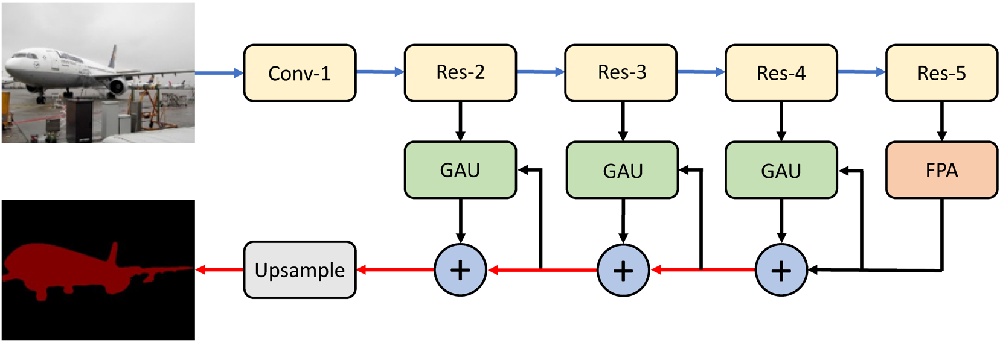 Conv-1
Res-2
Res-3
Res-4
Res-5
GAU
GAU
GAU
FPA
Upsample
+
+
+